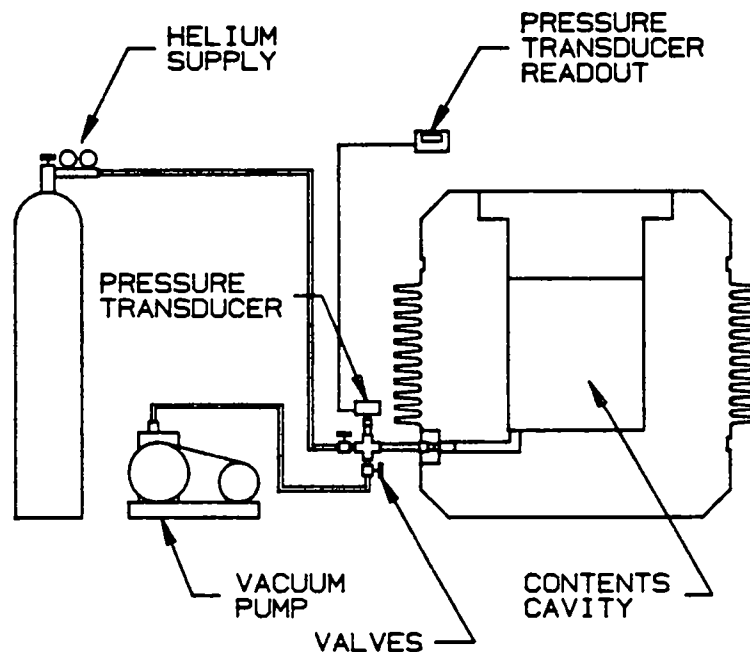 HELIUM
SUPPLY
PRESSURE
TRANSDUCER
READOUT
PRESSURE
TRANSDUCER
VACUUM
PUMP
VALVES
CONTENTS
CAVITY